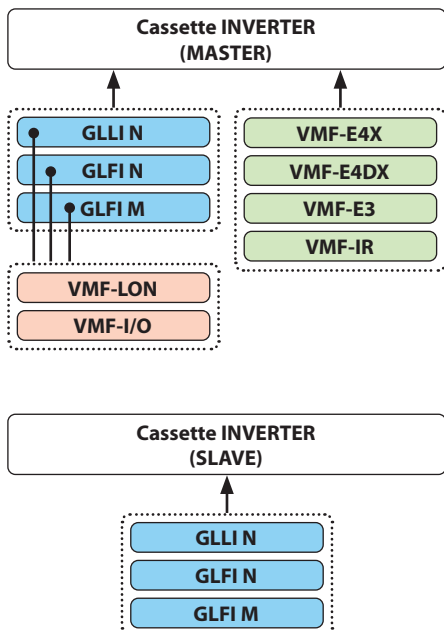 Cassette INVERTER
(MASTER)
GLLI N
GLFI N
GLFI M
VMF-E4X
VMF-E4DX
VMF-E3
VMF-IR
VMF-LON
VMF-I/O
Cassette INVERTER
(SLAVE)
GLLI N
GLFI N
GLFI M